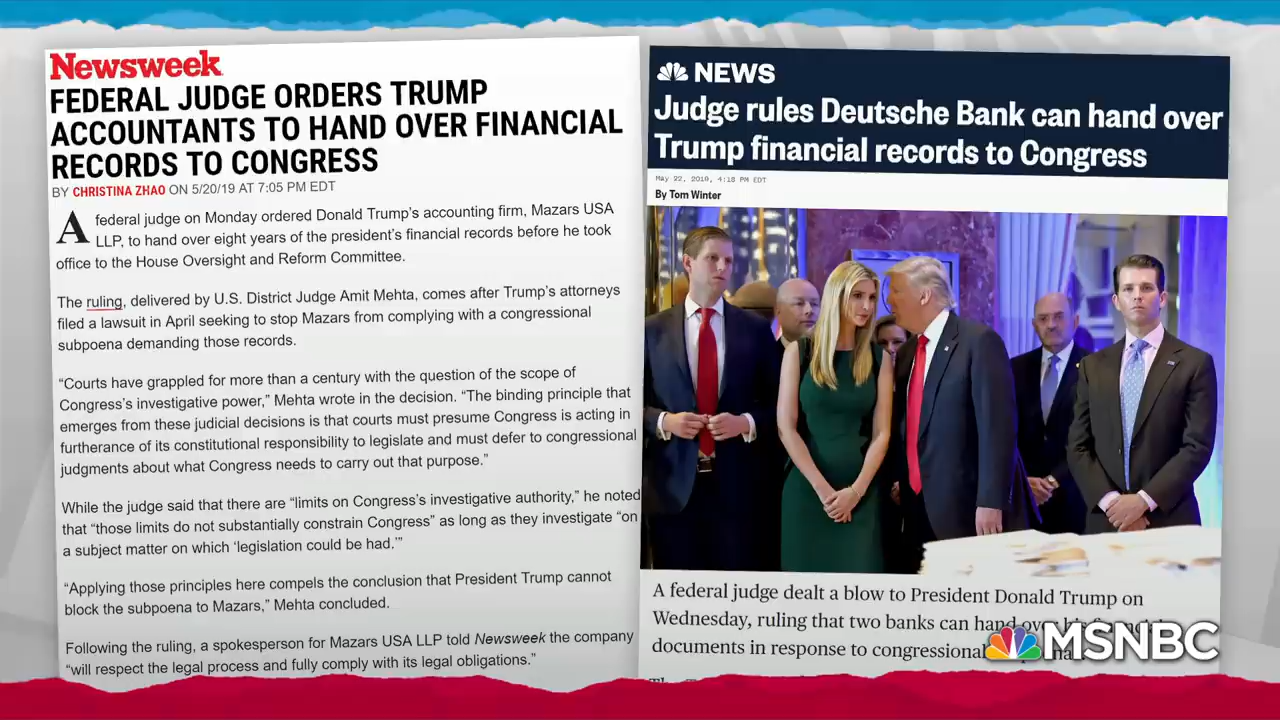 Newsweek
FEDERAL JUDGE ORDERS TRUMP
ACCOUNTANTS TO HAND OVER FINANCIAL
RECORDS TO CONGRESS
BY CHRISTINA ZHAO ON 5/20/19 AT 7:05 PM EDT
A federal judge on Monday ordered Donald Trump’s accounting firm, Mazars USA
LLP, to hand over eight years of the president’s financial records before he took
office to the House Oversight and Reform Committee.
The ruling, delivered by U.S. District Judge Amit Mehta, comes after Trump’s attorneys
filed a lawsuit in April seeking to stop Mazars from complying with a congressional
subpoena demanding those records.
“Courts have grappled for more than a century with the question of the scope of
Congress’s investigative power,” Mehta wrote in the decision. “The binding principle that
emerges from these judicial decisions is that courts must presume Congress is acting in
furtherance of its constitutional responsibility to legislate and must defer to congressional
judgments about what Congress needs to carry out that purpose.”
While the judge said that there are “limits on Congress’s investigative authority,” he noted
that “those limits do not substantially constrain Congress” as long as they investigate “on
a subject matter on which ‘legislation could be had.’”
“Applying those principles here compels the conclusion that President Trump cannot
block the subpoena to Mazars,” Mehta concluded.
Following the ruling, a spokesperson for Mazars USA LLP told Newsweek the company
“will respect the legal process and fully comply with its legal obligations.”
NEWS
Judge rules Deutsche Bank can hand over
Trump financial records to Congress
May 22, 2019, 4:18 PM EDT
By Tom Winter
A federal judge dealt a blow to President Donald Trump on
Wednesday, ruling that two banks can hand over
documents in response to congressional
MSNBC